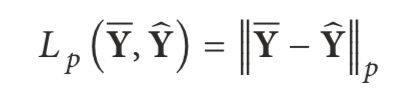 L_p(Y̅, Ŷ) = ‖Y̅ − Ŷ‖_p